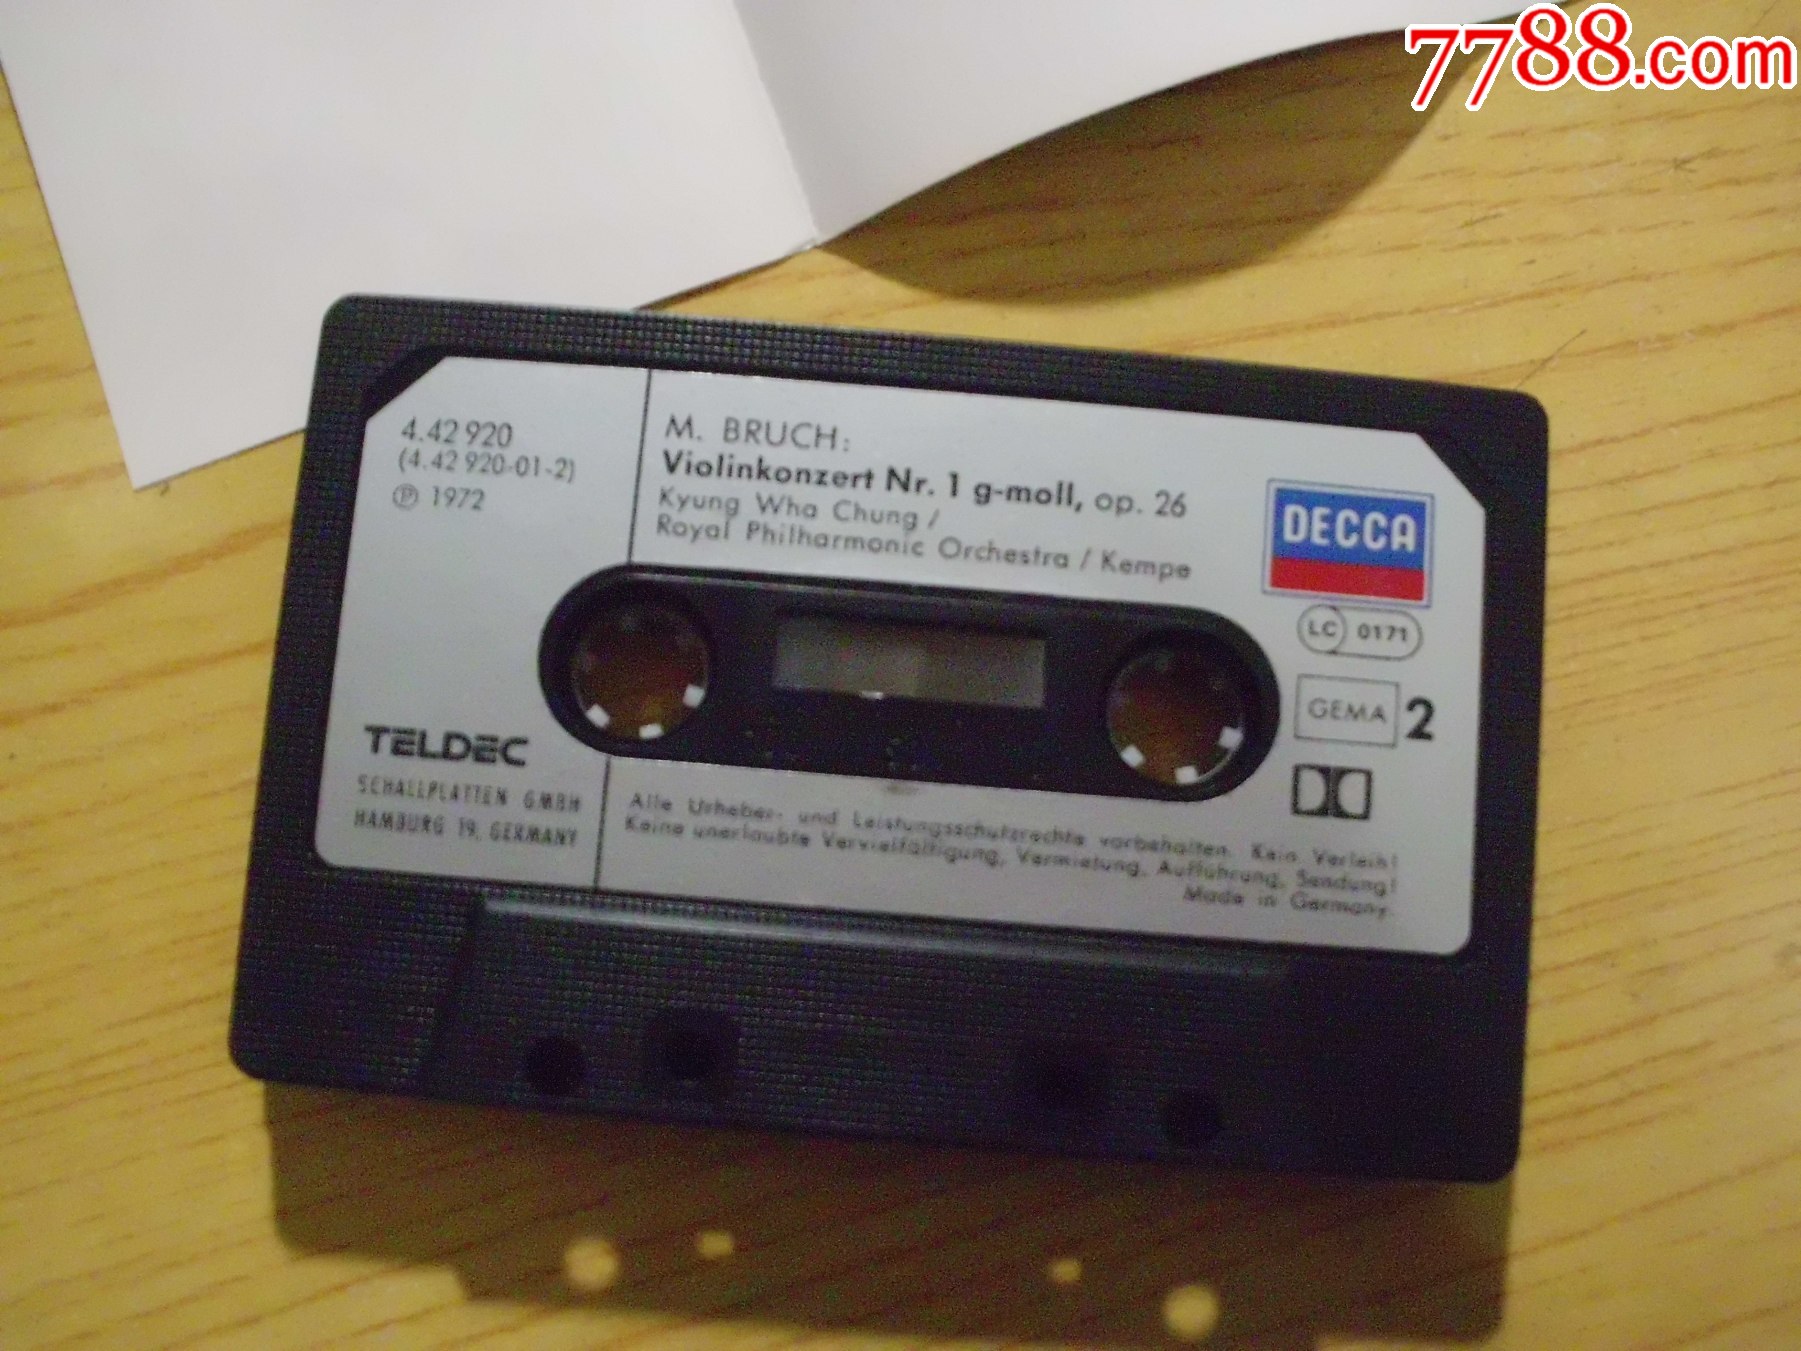 7788.com
4.42 920
(4.42 920-01-2)
Ⓟ 1972
M. BRUCH:
Violinkonzert Nr. 1 g-moll, op. 26
Kyung Wha Chung /
Royal Philharmonic Orchestra / Kempe
DECCA
LC 0171
GEMA 2
TELDEC
SCHALLPLATTEN GMBH
HAMBURG 19, GERMANY
Alle Urheber- und Leistungsschutzrechte vorbehalten. Kein Verleih!
Keine unerlaubte Vervielfältigung, Vermietung, Aufführung, Sendung!
Made in Germany.